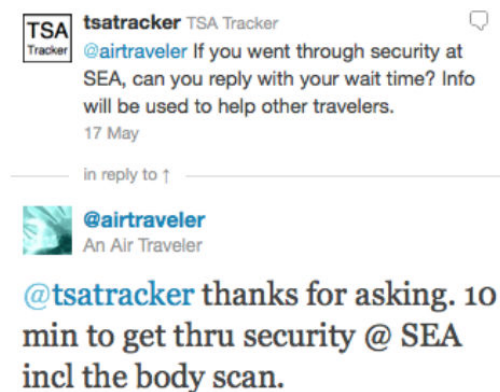 TSA
Tracker
tsatracker TSA Tracker
@airtraveler If you went through security at
SEA, can you reply with your wait time? Info
will be used to help other travelers.
17 May
in reply to ↑
@airtraveler
An Air Traveler
@tsatracker thanks for asking. 10
min to get thru security @ SEA
incl the body scan.